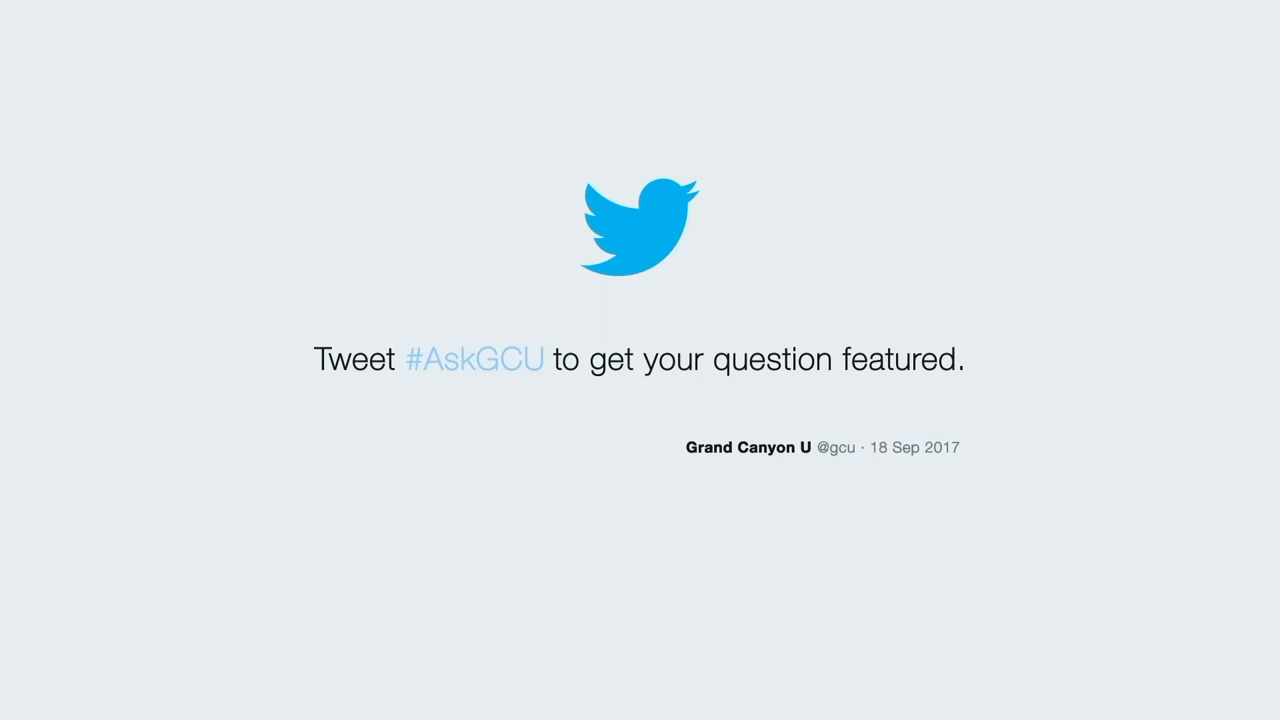 Tweet #AskGCU to get your question featured.
Grand Canyon U @gcu · 18 Sep 2017